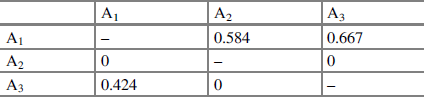 A1 A2 A3
A1 – 0.584 0.667
A2 0 – 0
A3 0.424 0 –